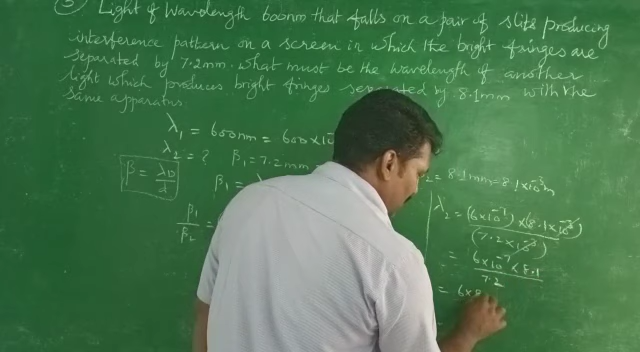 5) Light of wavelength 600nm that falls on a pair of slits producing
interference pattern on a screen in which the bright fringes are
separated by 7.2mm. What must be the wavelength of another
light which produces bright fringes separated by 8.1mm with the
same apparatus.
λ₁ = 600nm = 600×10
λ₂ = ?
β₁ = 7.2mm
₂ = 8.1mm = 8.1×10⁻³m
β = λD/d
β₁ =
β₁/β₂ =
λ₂ = (6×10⁻⁷)×(8.1×10⁻³)/(7.2×10⁻³)
= 6×10⁻⁷×8.1/7.2
= 6×8